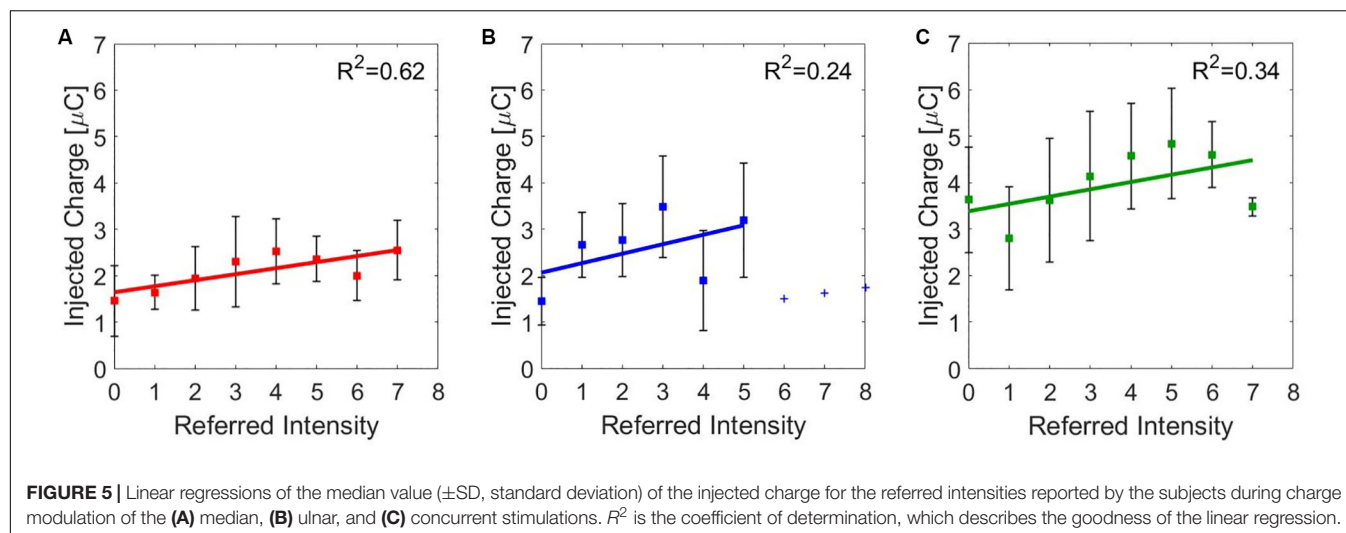 A
7
6
5
4
3
2
1
0
Injected Charge [μC]
R²=0.62
0 1 2 3 4 5 6 7 8
Referred Intensity
B
7
6
5
4
3
2
1
0
Injected Charge [μC]
R²=0.24
0 1 2 3 4 5 6 7 8
Referred Intensity
C
7
6
5
4
3
2
1
0
Injected Charge [μC]
R²=0.34
0 1 2 3 4 5 6 7 8
Referred Intensity
FIGURE 5 | Linear regressions of the median value (±SD, standard deviation) of the injected charge for the referred intensities reported by the subjects during charge
modulation of the (A) median, (B) ulnar, and (C) concurrent stimulations. R² is the coefficient of determination, which describes the goodness of the linear regression.